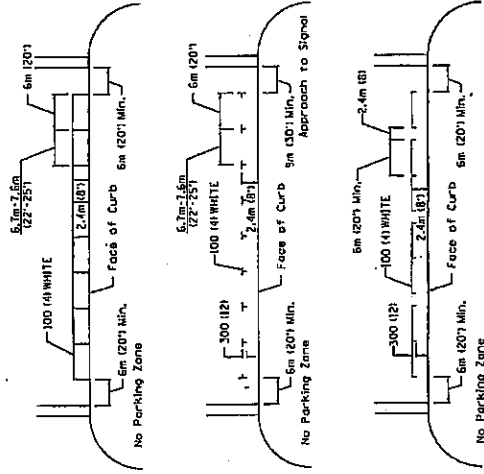 6.7m-7.6m
(22'-25')
6m (20')
100 (4) WHITE
2.4m (8')
Face of Curb
6m (20') Min.
6m (20') Min.
No Parking Zone
6.7m-7.6m
(22'-25')
6m (20')
100 (4) WHITE
300 (12)
2.4m (8')
Face of Curb
6m (20') Min.
9m (30') Min.
Approach to Signal
No Parking Zone
6m (20') Min.
2.4m (8)
100 (4) WHITE
300 (12)
2.4m (8')
Face of Curb
6m (20') Min.
6m (20') Min.
No Parking Zone